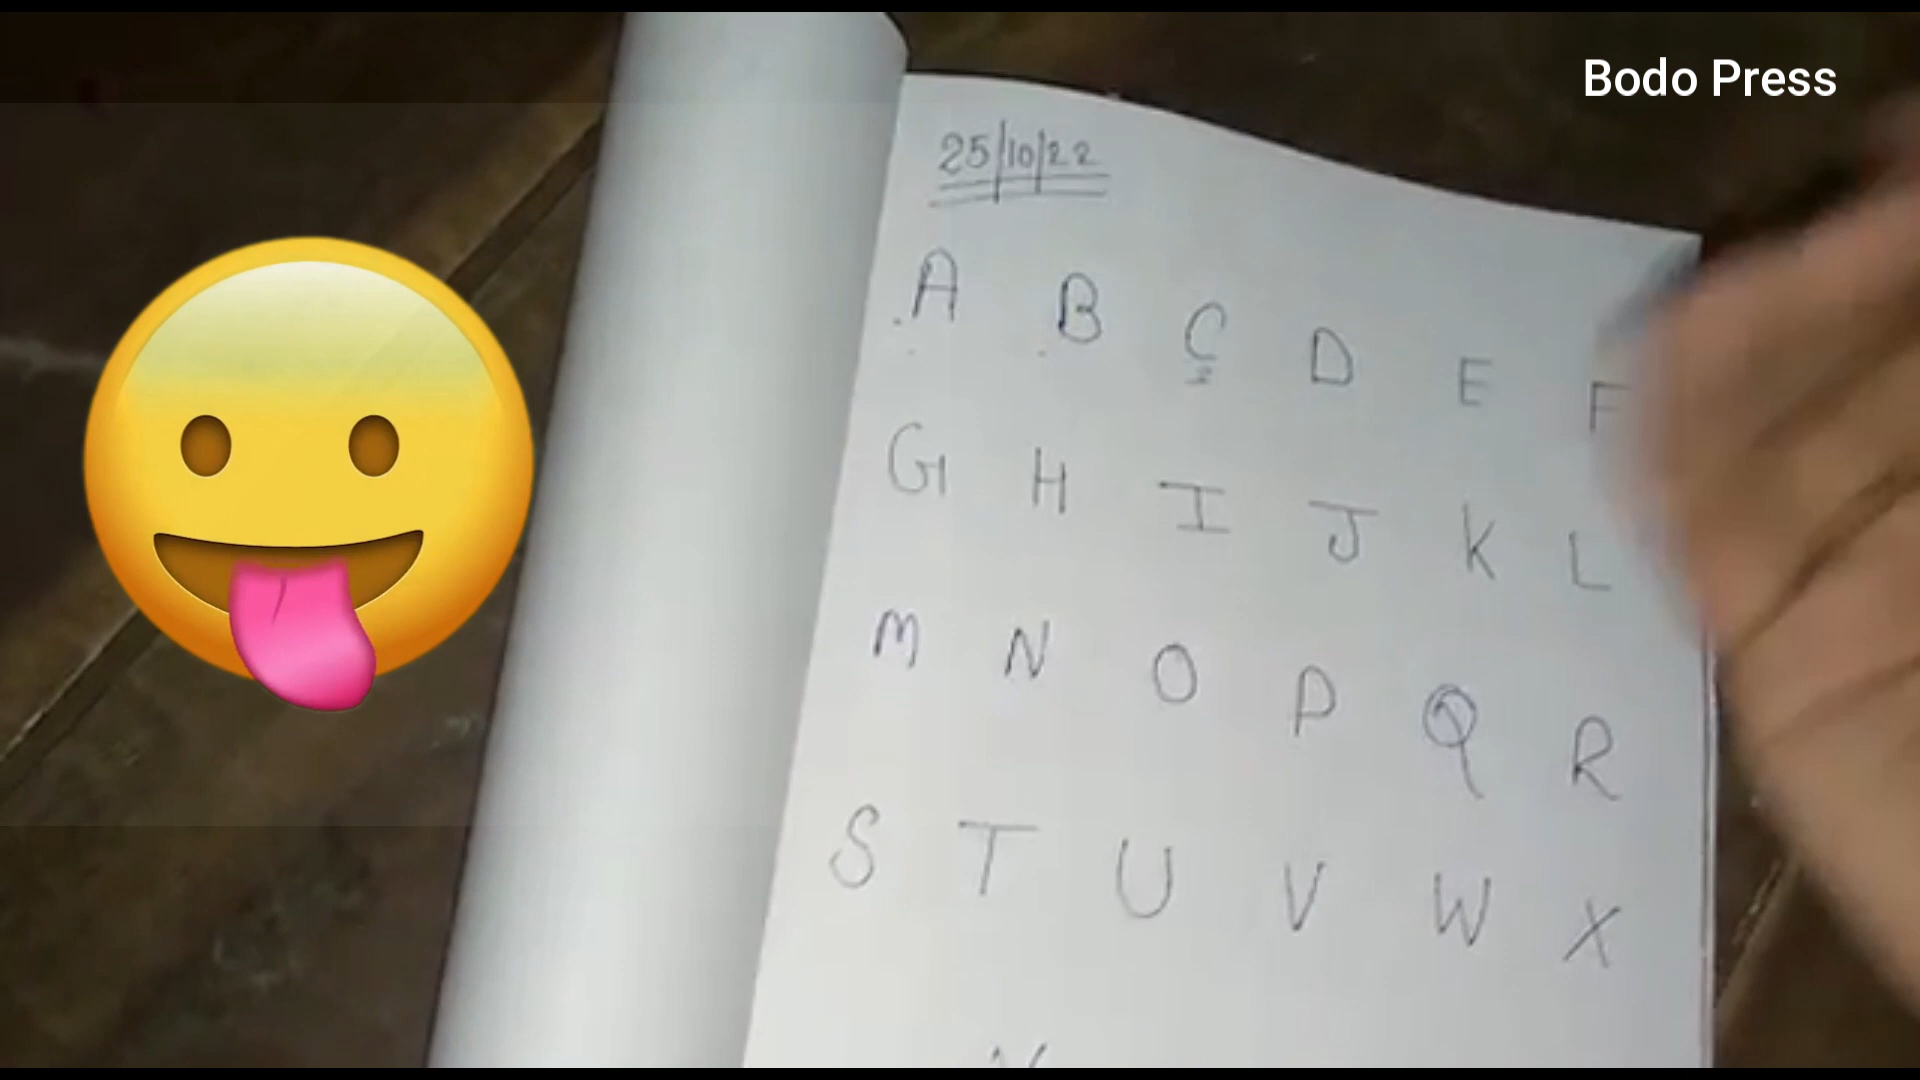 Bodo Press
25/10/22
A B C D E F
G H I J K L
M N O P Q R
S T U V W X